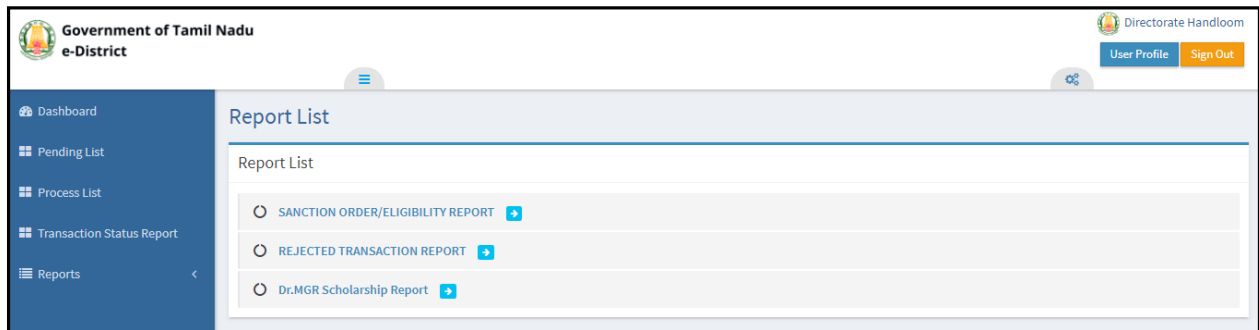 Government of Tamil Nadu
e-District
Directorate Handloom
User Profile
Sign Out
Dashboard
Pending List
Process List
Transaction Status Report
Reports
Report List
Report List
SANCTION ORDER/ELIGIBILITY REPORT
REJECTED TRANSACTION REPORT
Dr.MGR Scholarship Report